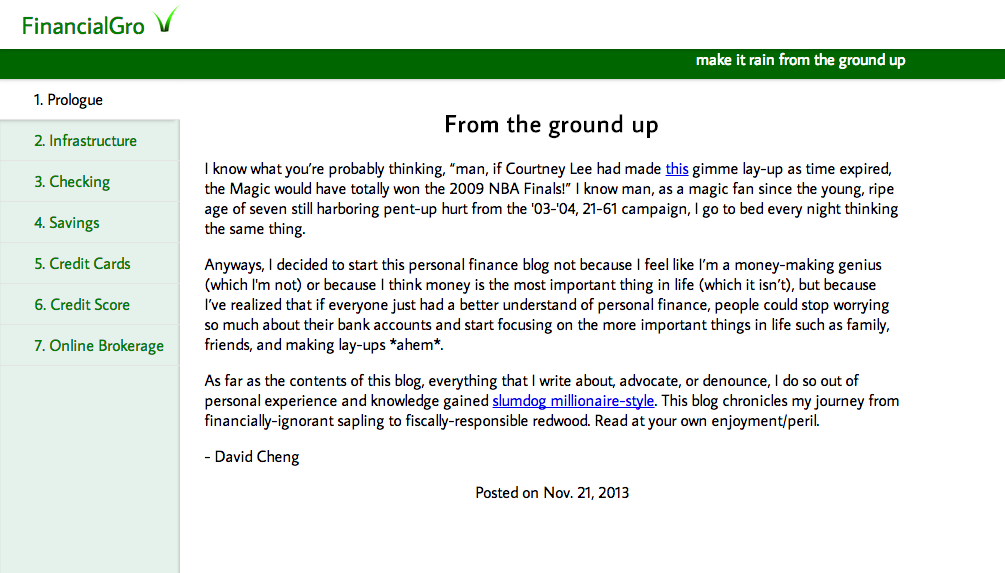 FinancialGro
make it rain from the ground up
1. Prologue
2. Infrastructure
3. Checking
4. Savings
5. Credit Cards
6. Credit Score
7. Online Brokerage
From the ground up
I know what you’re probably thinking, “man, if Courtney Lee had made this gimme lay-up as time expired,
the Magic would have totally won the 2009 NBA Finals!” I know man, as a magic fan since the young, ripe
age of seven still harboring pent-up hurt from the '03-'04, 21-61 campaign, I go to bed every night thinking
the same thing.
Anyways, I decided to start this personal finance blog not because I feel like I’m a money-making genius
(which I'm not) or because I think money is the most important thing in life (which it isn’t), but because
I’ve realized that if everyone just had a better understand of personal finance, people could stop worrying
so much about their bank accounts and start focusing on the more important things in life such as family,
friends, and making lay-ups *ahem*.
As far as the contents of this blog, everything that I write about, advocate, or denounce, I do so out of
personal experience and knowledge gained slumdog millionaire-style. This blog chronicles my journey from
financially-ignorant sapling to fiscally-responsible redwood. Read at your own enjoyment/peril.
- David Cheng
Posted on Nov. 21, 2013